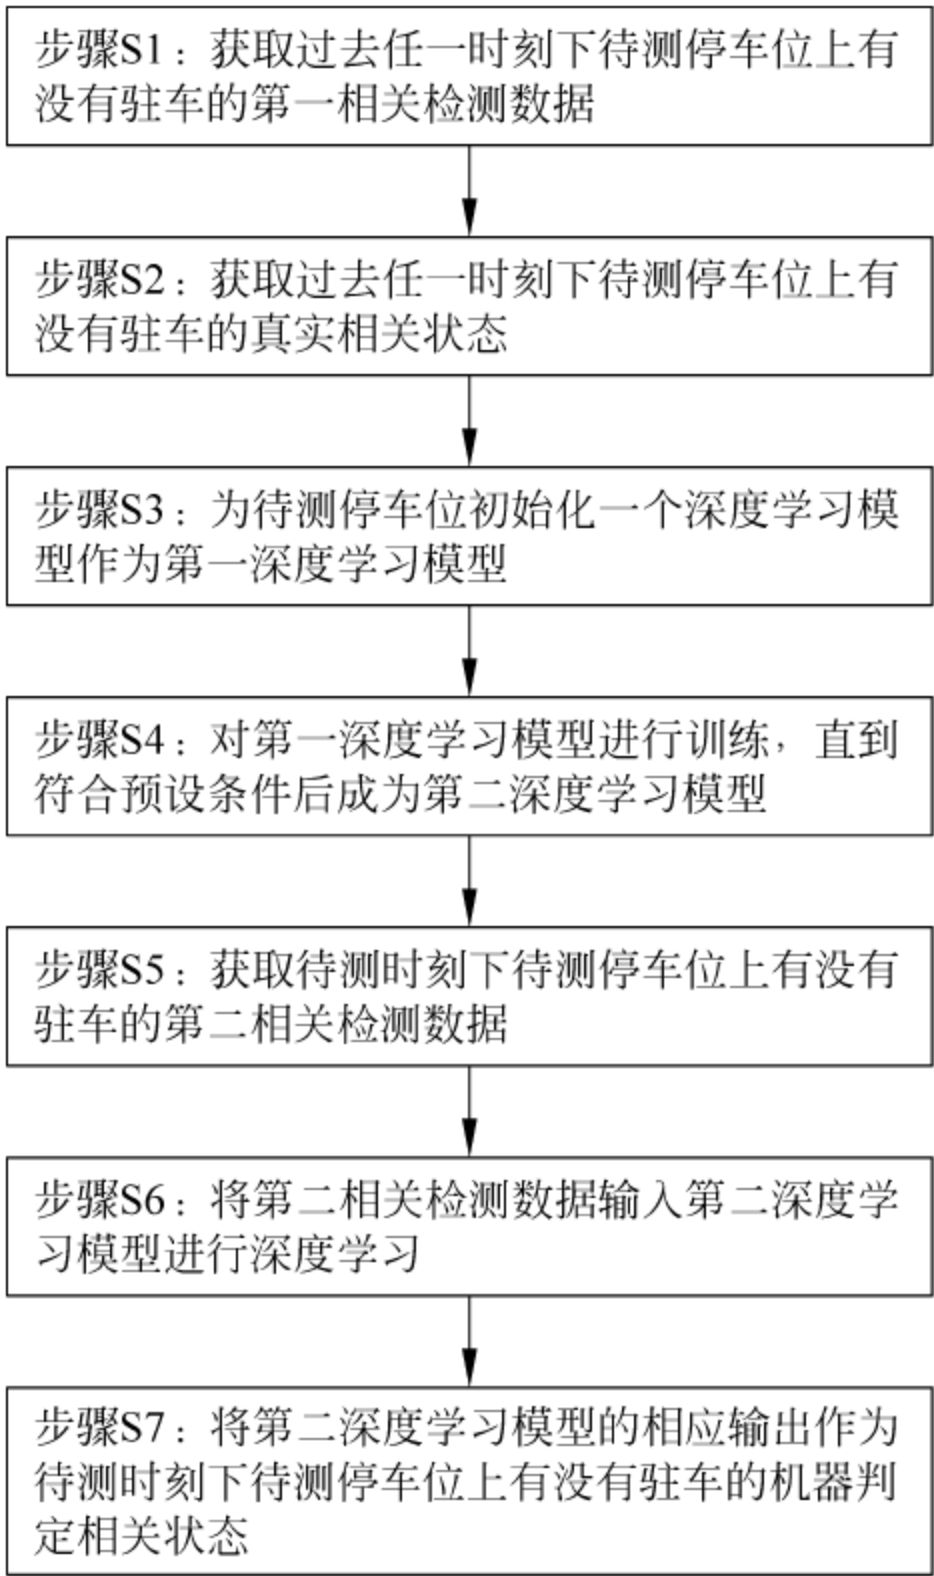 步骤S1：获取过去任一时刻下待测停车位上有
没有驻车的第一相关检测数据
步骤S2：获取过去任一时刻下待测停车位上有
没有驻车的真实相关状态
步骤S3：为待测停车位初始化一个深度学习模
型作为第一深度学习模型
步骤S4：对第一深度学习模型进行训练，直到
符合预设条件后成为第二深度学习模型
步骤S5：获取待测时刻下待测停车位上有没有
驻车的第二相关检测数据
步骤S6：将第二相关检测数据输入第二深度学
习模型进行深度学习
步骤S7：将第二深度学习模型的相应输出作为
待测时刻下待测停车位上有没有驻车的机器判
定相关状态